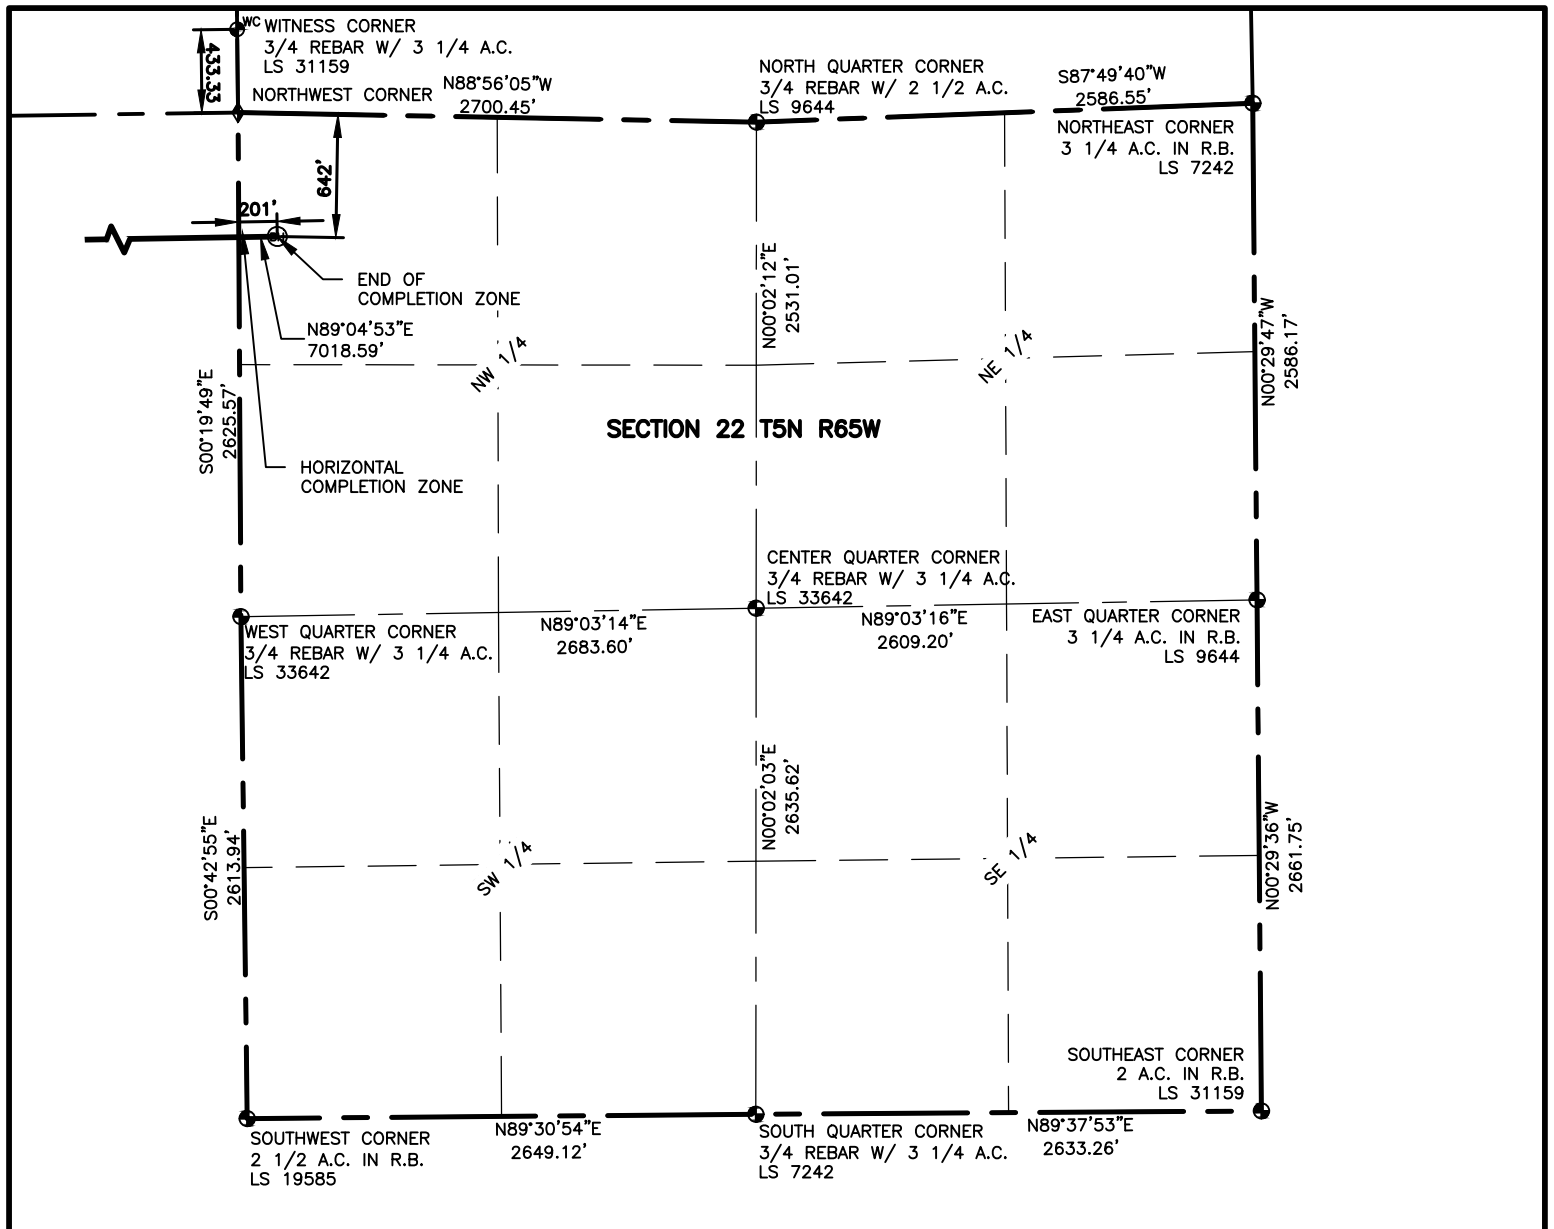 WC WITNESS CORNER
3/4 REBAR W/ 3 1/4 A.C.
LS 31159
433.33
NORTHWEST CORNER
N88°56'05"W
2700.45'
NORTH QUARTER CORNER
3/4 REBAR W/ 2 1/2 A.C.
LS 9644
S87°49'40"W
2586.55'
NORTHEAST CORNER
3 1/4 A.C. IN R.B.
LS 7242
642'
201'
BH
END OF
COMPLETION ZONE
N89°04'53"E
7018.59'
N00°02'12"E
2531.01'
N00°29'47"W
2586.17'
NW 1/4
NE 1/4
S00°19'49"E
2625.57'
SECTION 22 T5N R65W
HORIZONTAL
COMPLETION ZONE
CENTER QUARTER CORNER
3/4 REBAR W/ 3 1/4 A.C.
LS 33642
WEST QUARTER CORNER
3/4 REBAR W/ 3 1/4 A.C.
LS 33642
N89°03'14"E
2683.60'
N89°03'16"E
2609.20'
EAST QUARTER CORNER
3 1/4 A.C. IN R.B.
LS 9644
S00°42'55"E
2613.94'
N00°02'03"E
2635.62'
N00°29'36"W
2661.75'
SW 1/4
SE 1/4
SOUTHEAST CORNER
2 A.C. IN R.B.
LS 31159
SOUTHWEST CORNER
2 1/2 A.C. IN R.B.
LS 19585
N89°30'54"E
2649.12'
SOUTH QUARTER CORNER
3/4 REBAR W/ 3 1/4 A.C.
LS 7242
N89°37'53"E
2633.26'